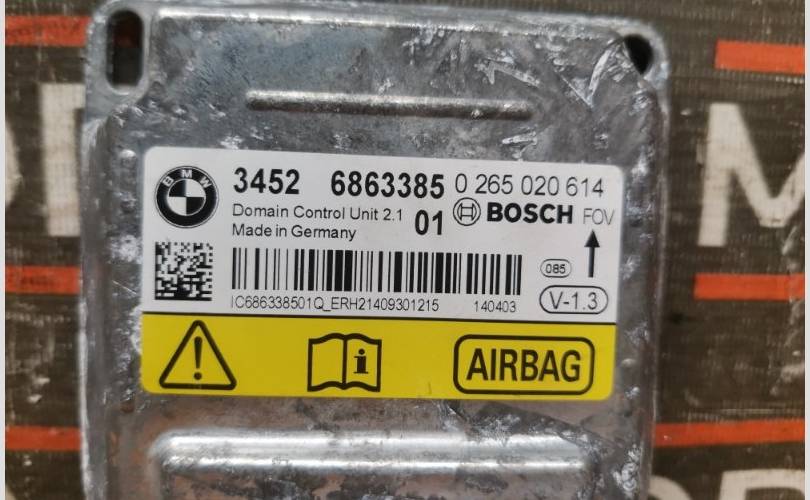 BMW
3452 6863385 0 265 020 614
Domain Control Unit 2.1 01 BOSCH FOV
Made in Germany
085
IC686338501Q_ERH21409301215 140403 V-1.3
i AIRBAG